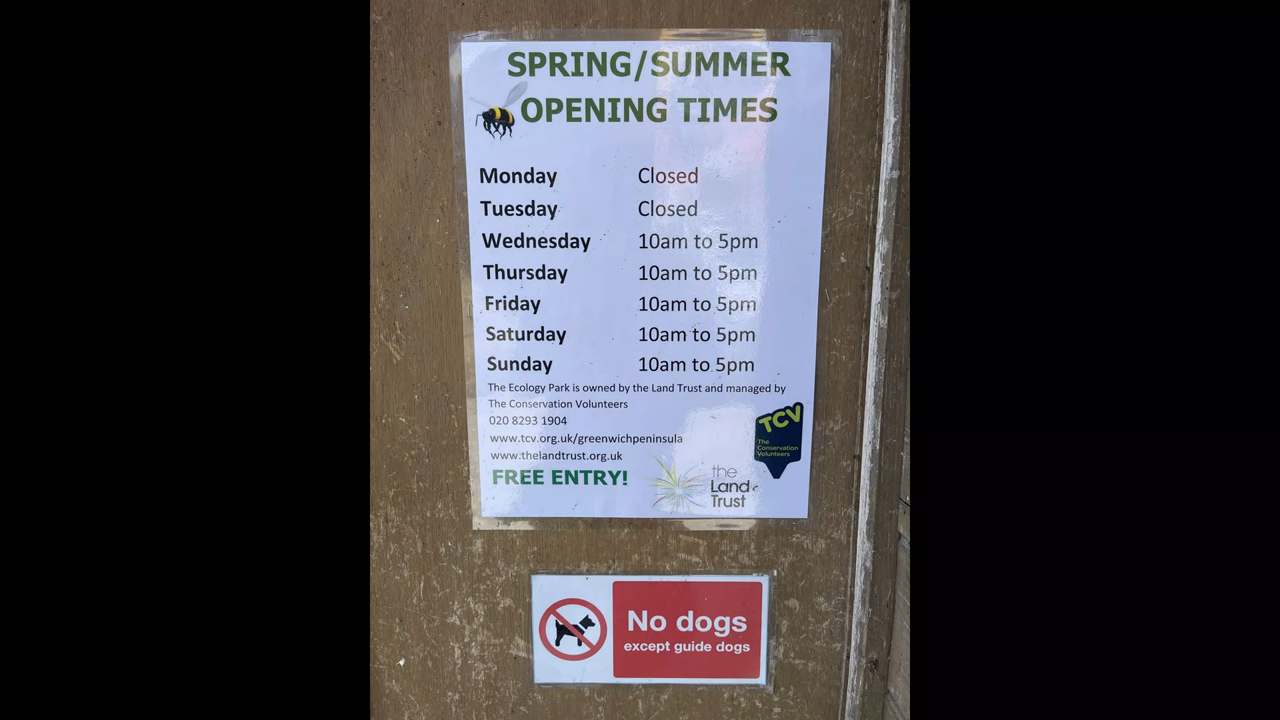 SPRING/SUMMER
OPENING TIMES
Monday Closed
Tuesday Closed
Wednesday 10am to 5pm
Thursday 10am to 5pm
Friday 10am to 5pm
Saturday 10am to 5pm
Sunday 10am to 5pm
The Ecology Park is owned by the Land Trust and managed by
The Conservation Volunteers
020 8293 1904
www.tcv.org.uk/greenwichpeninsula
www.thelandtrust.org.uk
FREE ENTRY!
the
Land
Trust
TCV
The
Conservation
Volunteers
No dogs
except guide dogs